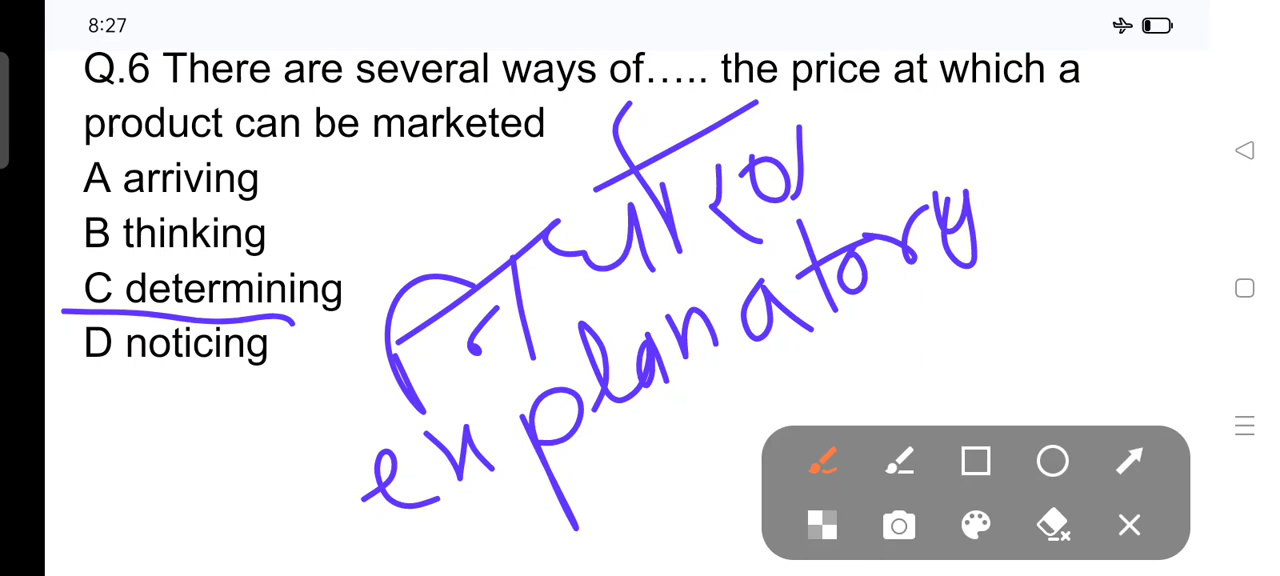 8:27
Q.6 There are several ways of..... the price at which a
product can be marketed
A arriving
B thinking
C determining
D noticing
explanatory